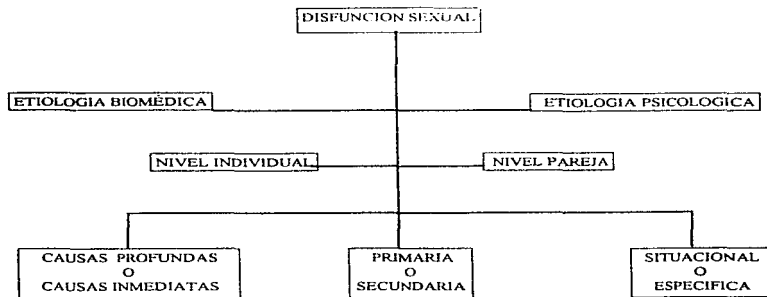 DISFUNCION SEXUAL
ETIOLOGIA BIOMÉDICA
ETIOLOGIA PSICOLOGICA
NIVEL INDIVIDUAL
NIVEL PAREJA
CAUSAS PROFUNDAS
O
CAUSAS INMEDIATAS
PRIMARIA
O
SECUNDARIA
SITUACIONAL
O
ESPECIFICA